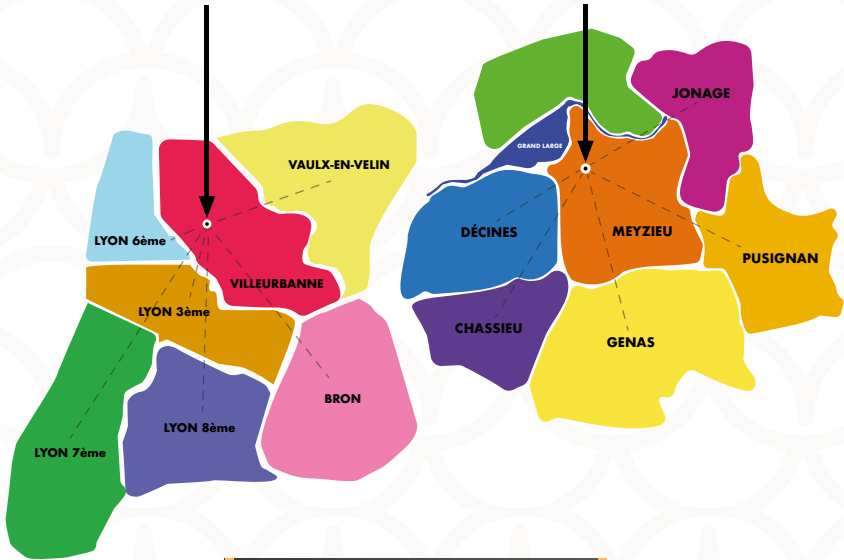 JONAGE
GRAND LARGE
VAULX-EN-VELIN
DÉCINES
MEYZIEU
LYON 6ème
PUSIGNAN
VILLEURBANNE
LYON 3ème
CHASSIEU
GENAS
BRON
LYON 8ème
LYON 7ème